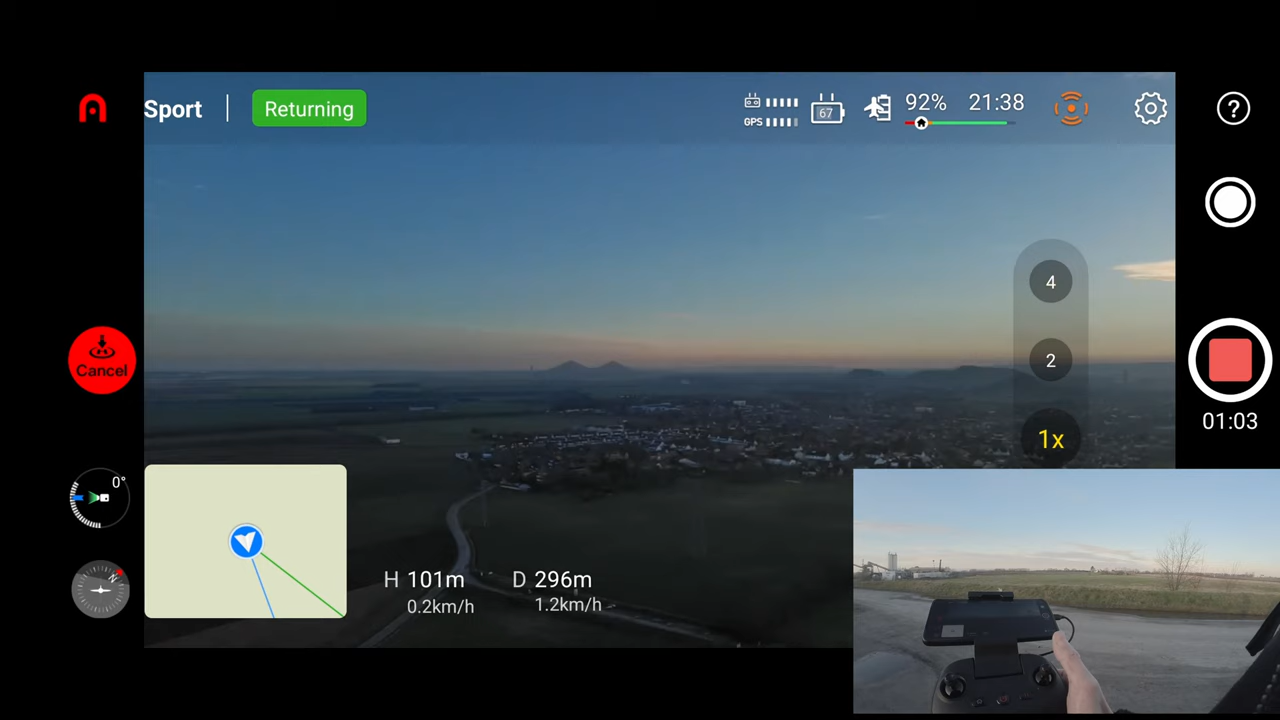 Sport | Returning
GPS
67
92% 21:38
?
4
2
1x
01:03
Cancel
0°
N
H 101m D 296m
0.2km/h 1.2km/h